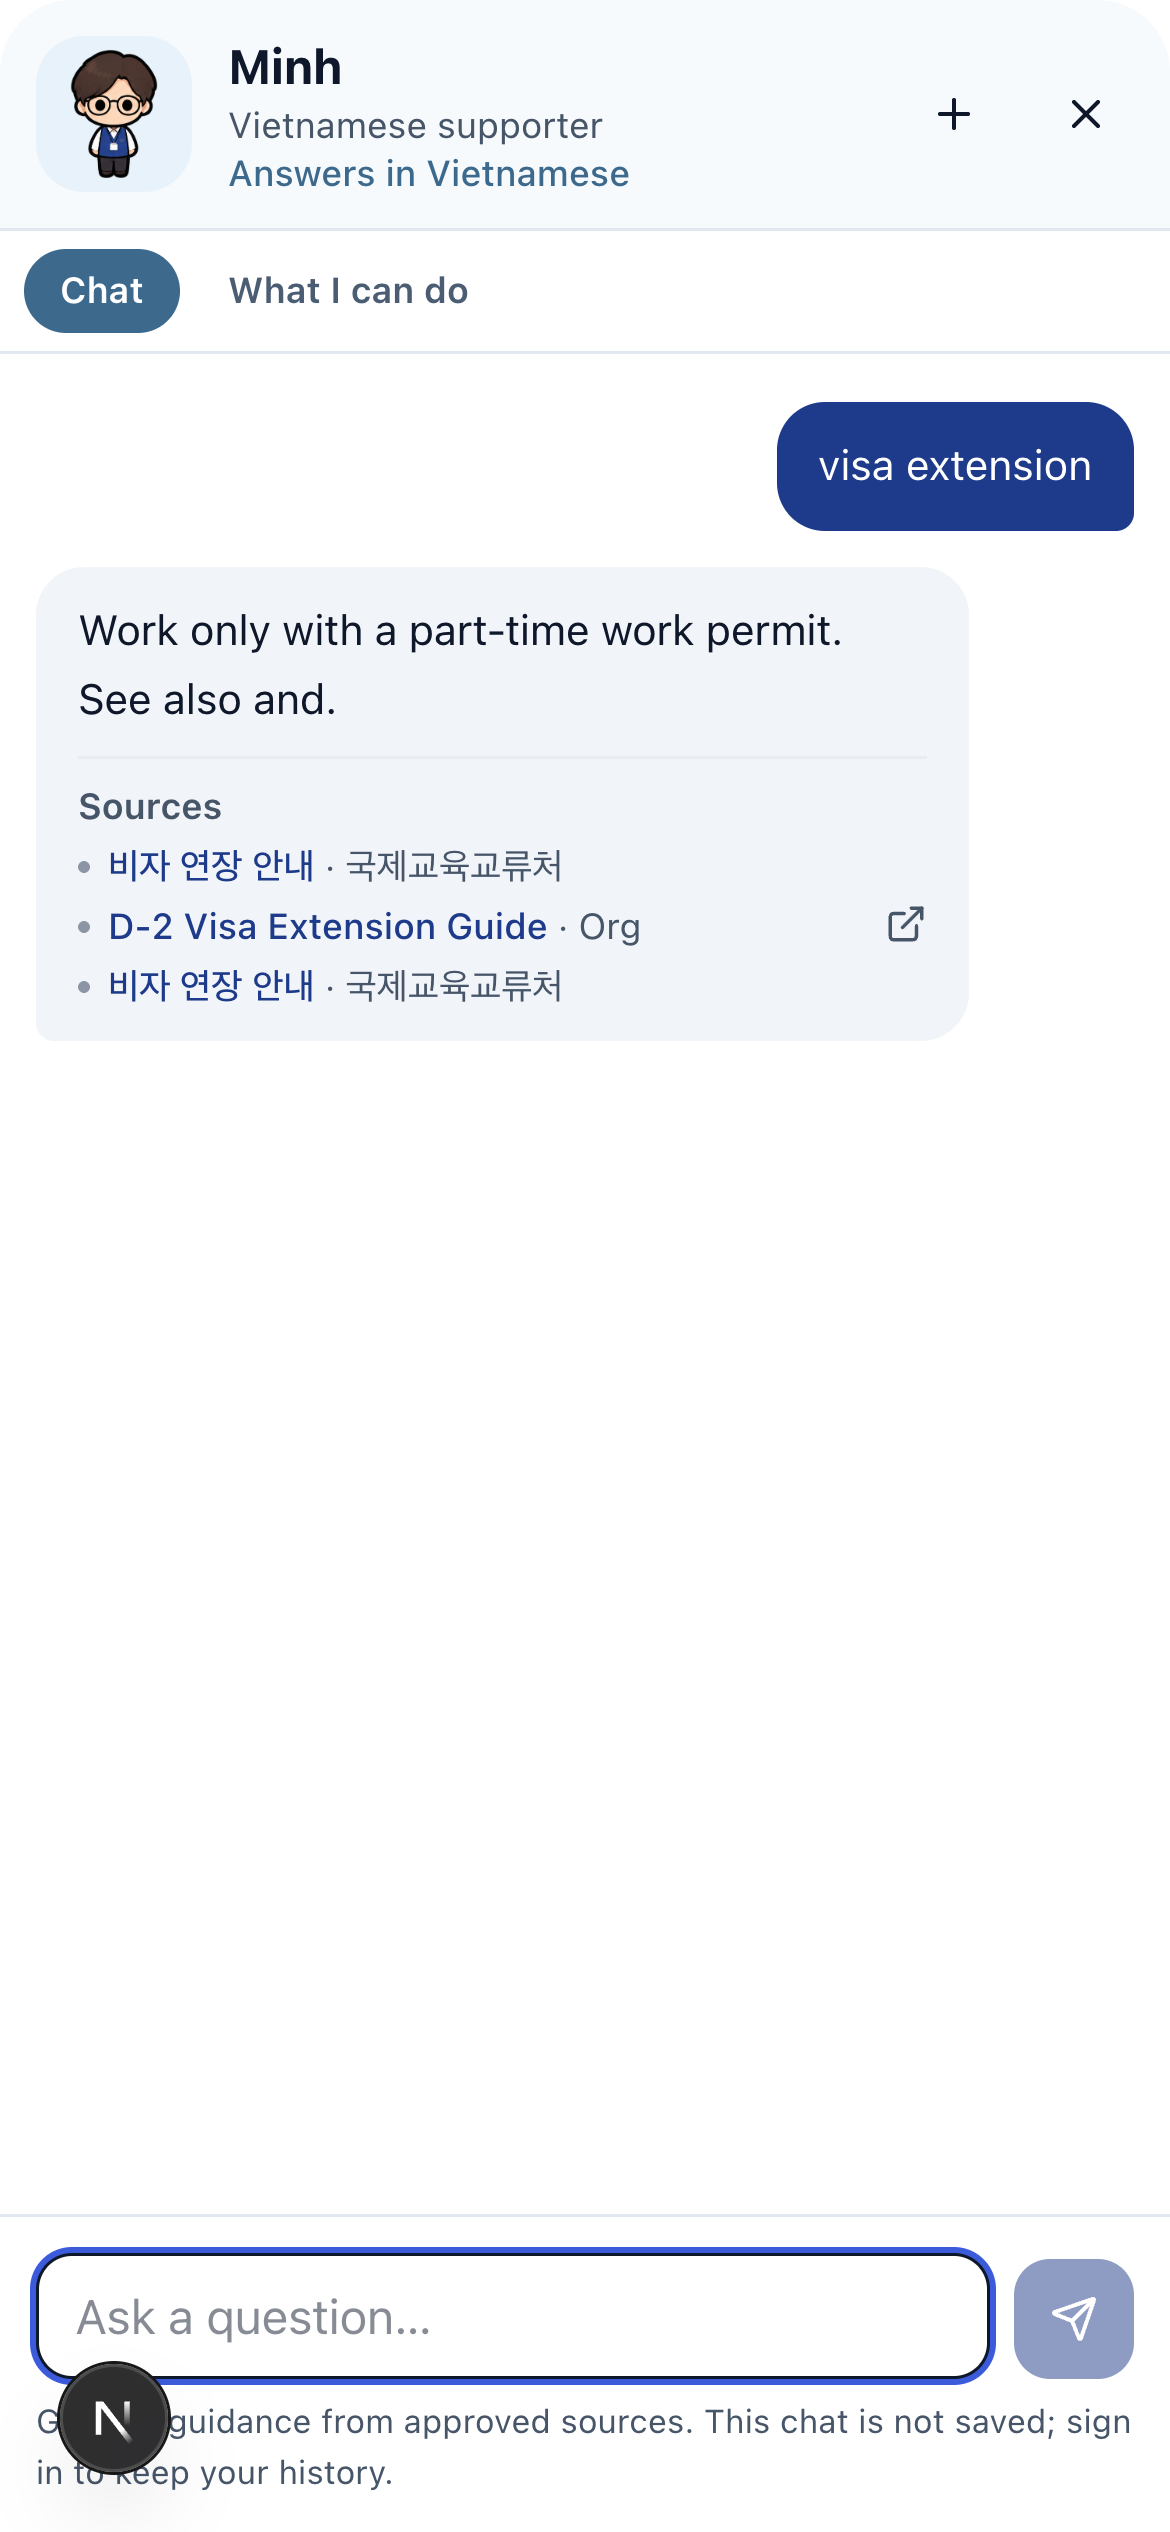 Minh
Vietnamese supporter
Answers in Vietnamese
Chat
What I can do
visa extension
Work only with a part-time work permit.
See also and.
Sources
비자 연장 안내 · 국제교육교류처
D-2 Visa Extension Guide · Org
비자 연장 안내 · 국제교육교류처
Ask a question...
N
guidance from approved sources. This chat is not saved; sign
in to keep your history.